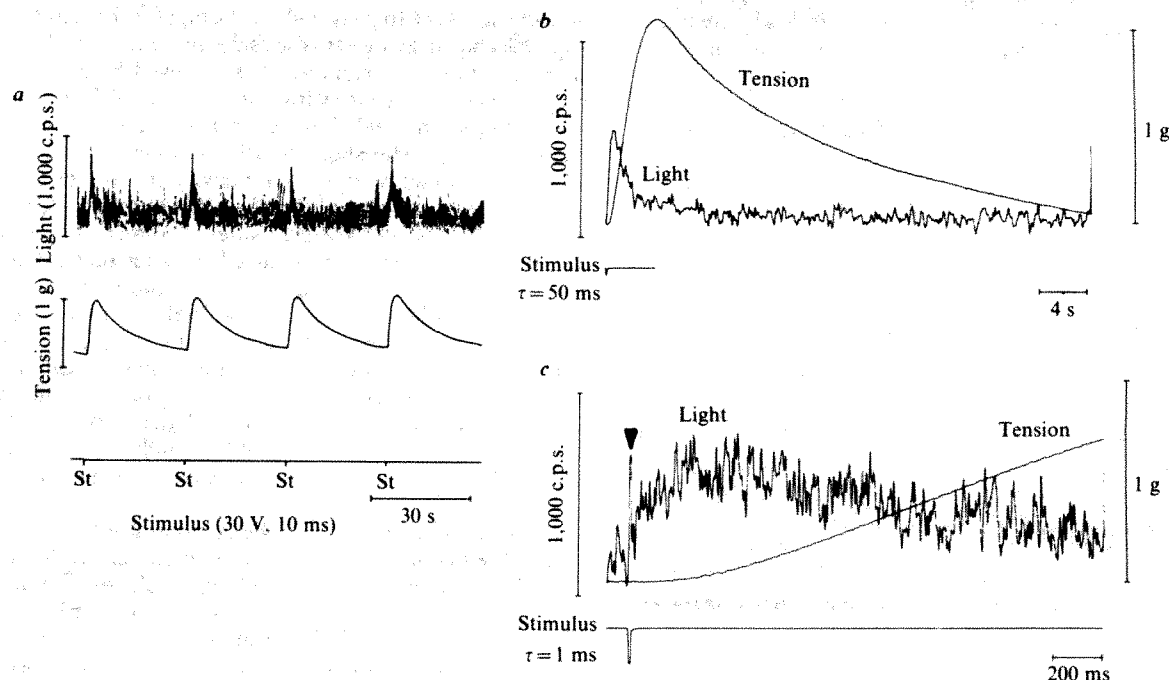 a
Light (1,000 c.p.s.)
Tension (1 g)
St St St St
30 s
Stimulus (30 V, 10 ms)
b
1,000 c.p.s.
Tension
Light
1 g
Stimulus
τ = 50 ms
4 s
c
1,000 c.p.s.
Light
Tension
1 g
Stimulus
τ = 1 ms
200 ms